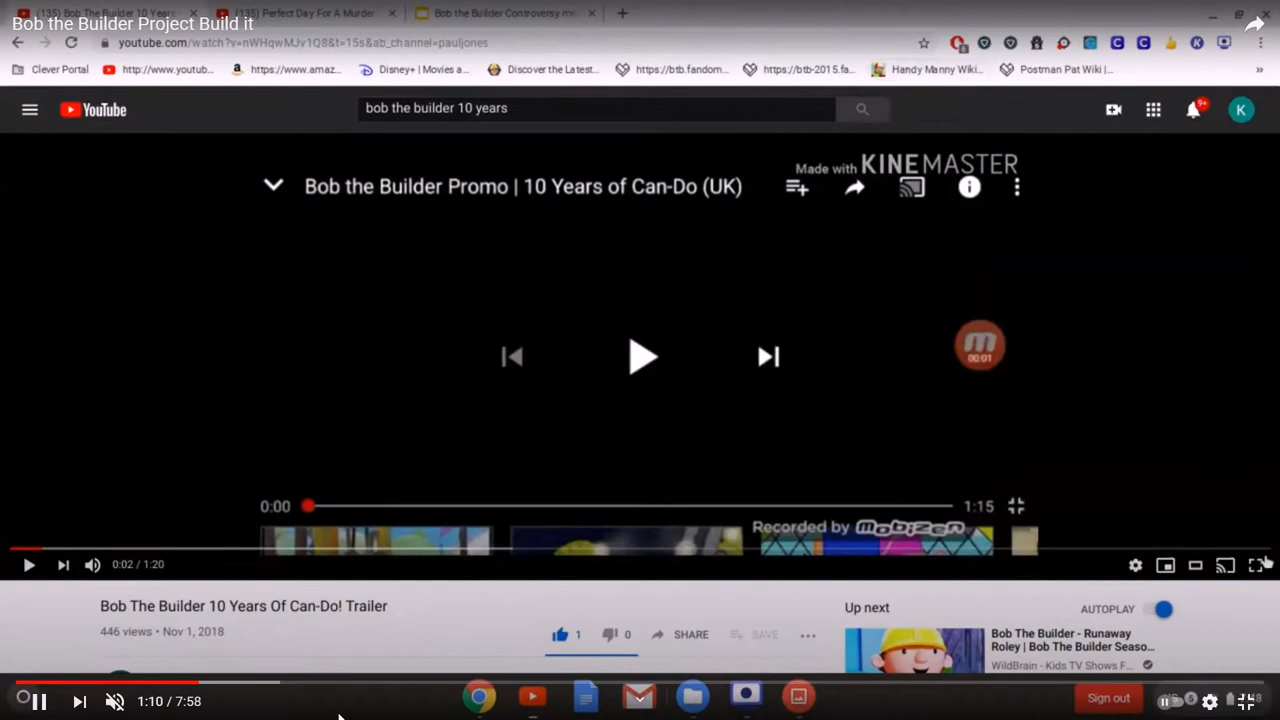 Bob the Builder Project Build it
(135) Bob The Builder 10 Years
(135) Perfect Day For A Murder
Bob the Builder Controversy me
youtube.com/watch?v=nWHqwMJv1Q8&t=15s&ab_channel=pauljones
Clever Portal
http://www.youtub...
https://www.amaz...
Disney+ | Movies a...
Discover the Latest...
https://btb.fandom...
https://btb-2015.fa...
Handy Manny Wiki...
Postman Pat Wiki |...
YouTube
bob the builder 10 years
9+
K
Made with KINEMASTER
Bob the Builder Promo | 10 Years of Can-Do (UK)
00:01
0:00
1:15
Recorded by mobizen
0:02 / 1:20
Bob The Builder 10 Years Of Can-Do! Trailer
446 views • Nov 1, 2018
1
0
SHARE
SAVE
Up next
AUTOPLAY
Bob The Builder - Runaway
Roley | Bob The Builder Seaso...
WildBrain - Kids TV Shows F...
1:10 / 7:58
Sign out